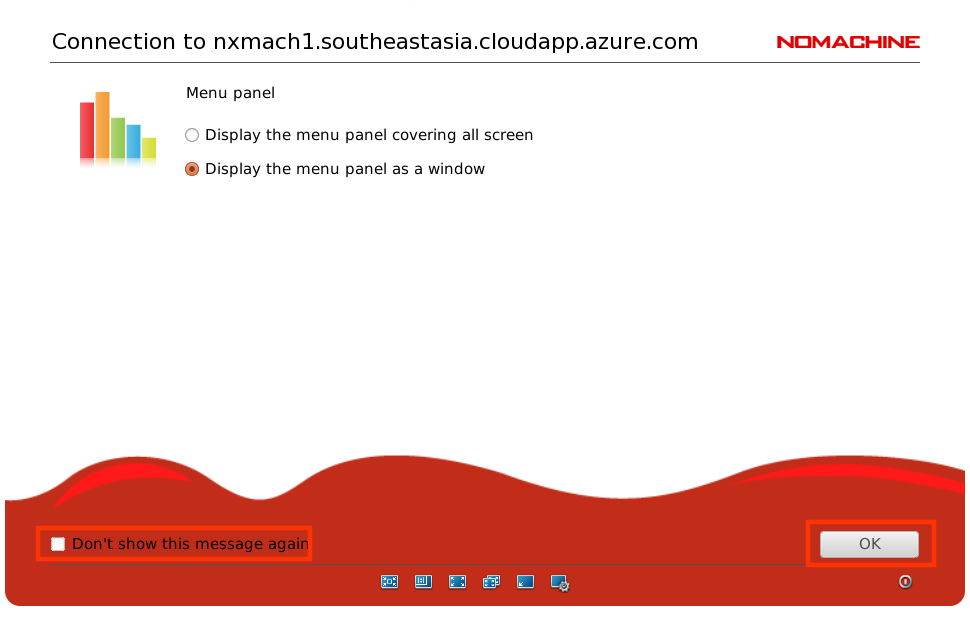 Connection to nxmach1.southeastasia.cloudapp.azure.com
NOMACHINE
Menu panel
Display the menu panel covering all screen
Display the menu panel as a window
Don't show this message again
OK